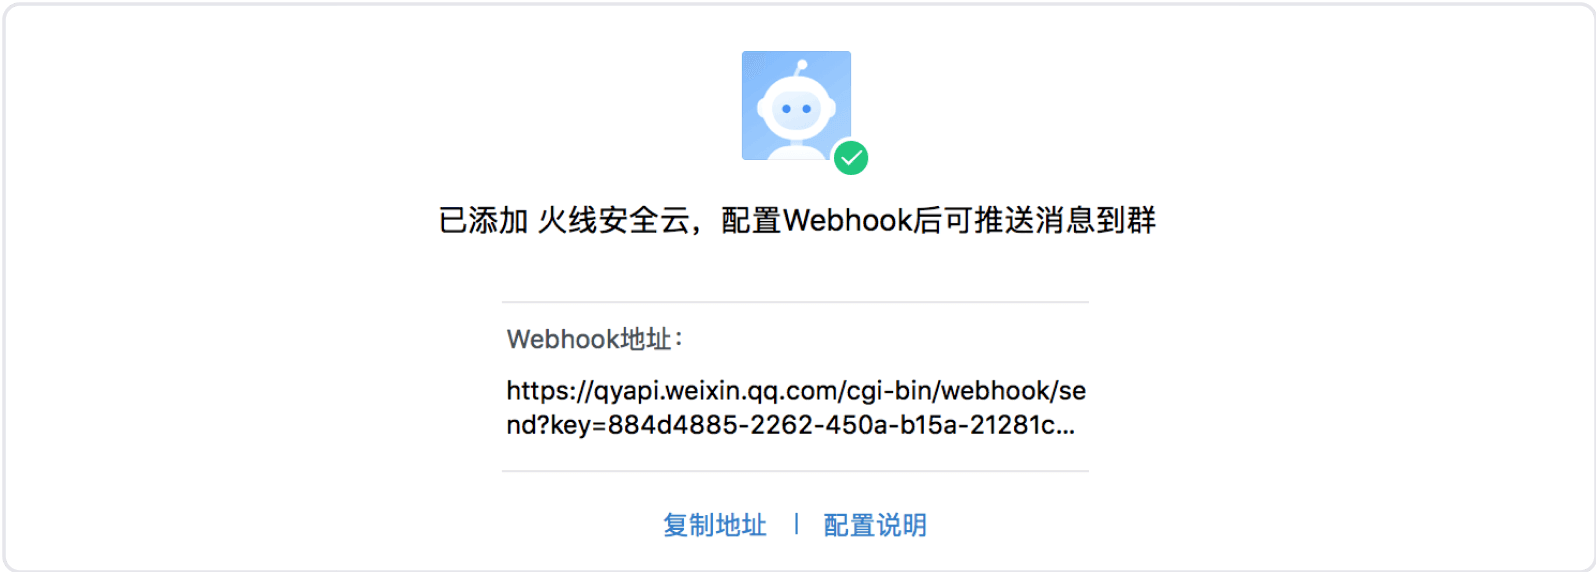 已添加 火线安全云，配置Webhook后可推送消息到群
Webhook地址：
https://qyapi.weixin.qq.com/cgi-bin/webhook/se
nd?key=884d4885-2262-450a-b15a-21281c...
复制地址 | 配置说明